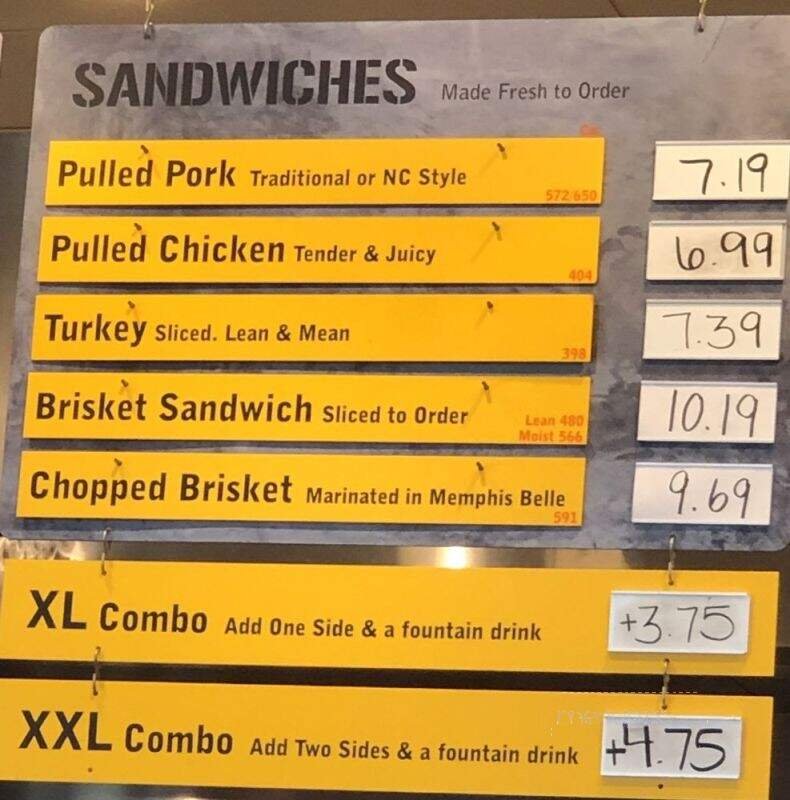 SANDWICHES Made Fresh to Order
Cal
Pulled Pork Traditional or NC Style 7.19
572/650
Pulled Chicken Tender & Juicy 6.99
404
Turkey Sliced. Lean & Mean 7.39
398
Brisket Sandwich Sliced to Order 10.19
Lean 480
Moist 566
Chopped Brisket Marinated in Memphis Belle 9.69
591
XL Combo Add One Side & a fountain drink +3.75
XXL Combo Add Two Sides & a fountain drink +4.75